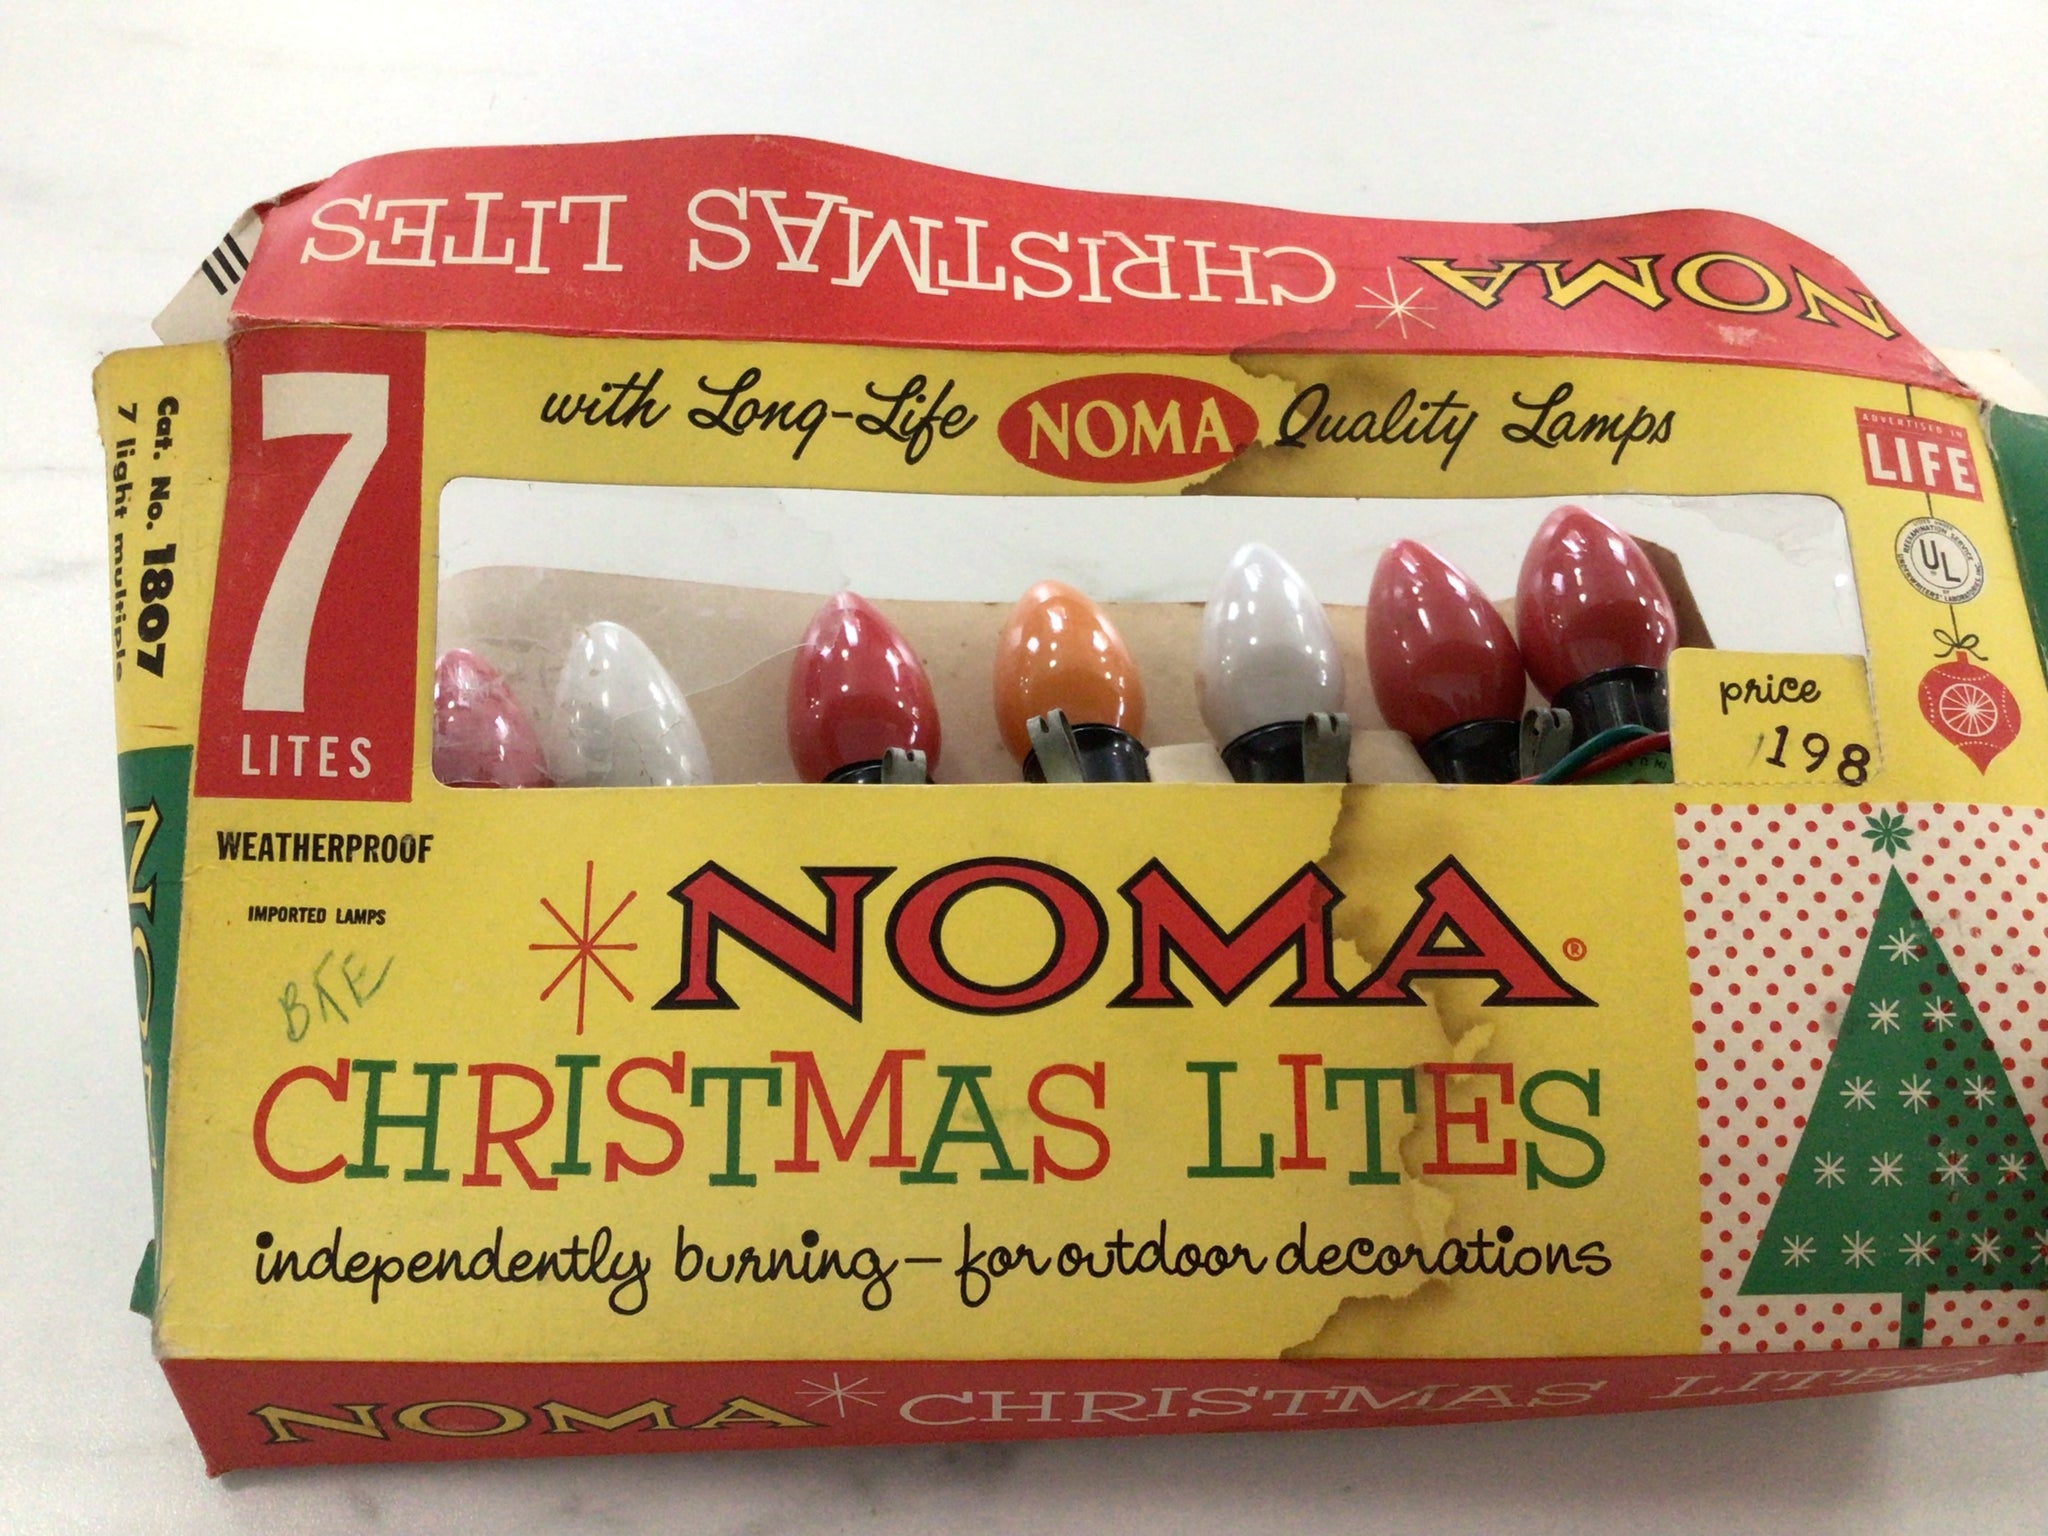 NOMA * CHRISTMAS LITES
Cat. No. 1807
7 light multiple
7
LITES
with Long-Life NOMA Quality Lamps
ADVERTISED IN
LIFE
UL
price
198
WEATHERPROOF
IMPORTED LAMPS
NOMA®
CHRISTMAS LITES
independently burning – for outdoor decorations
NOMA * CHRISTMAS LITES